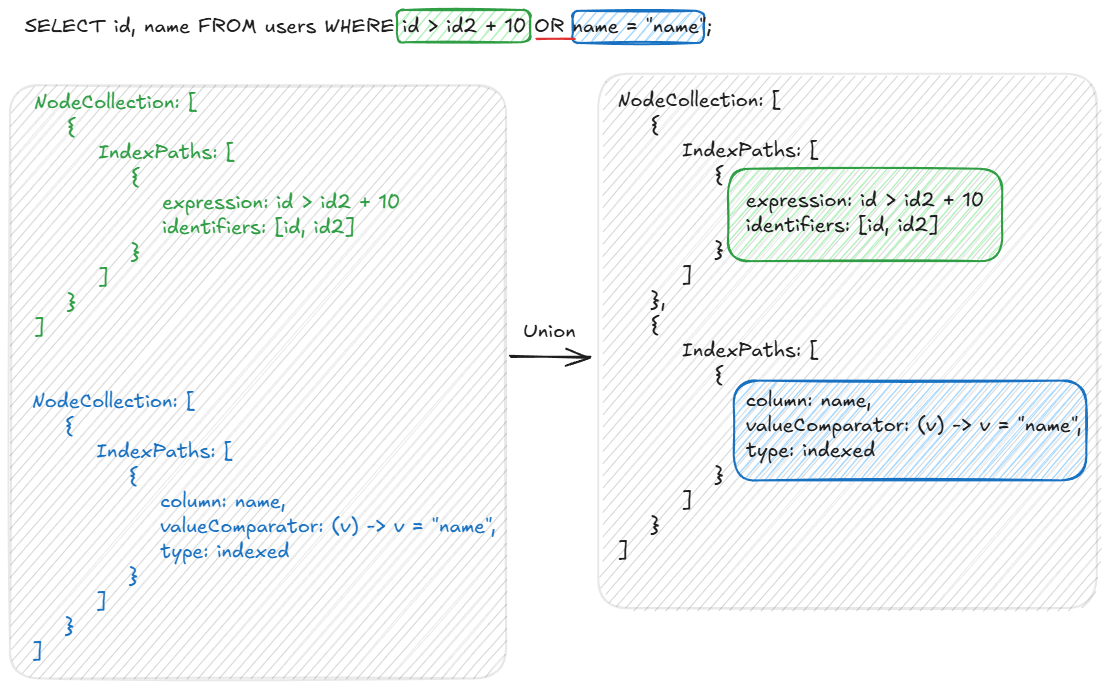 SELECT id, name FROM users WHERE id > id2 + 10 OR name = "name";
NodeCollection: [
{
IndexPaths: [
{
expression: id > id2 + 10
identifiers: [id, id2]
}
]
}
]
NodeCollection: [
{
IndexPaths: [
{
column: name,
valueComparator: (v) -> v = "name",
type: indexed
}
]
}
]
Union
NodeCollection: [
{
IndexPaths: [
{
expression: id > id2 + 10
identifiers: [id, id2]
}
]
},
{
IndexPaths: [
{
column: name,
valueComparator: (v) -> v = "name",
type: indexed
}
]
}
]